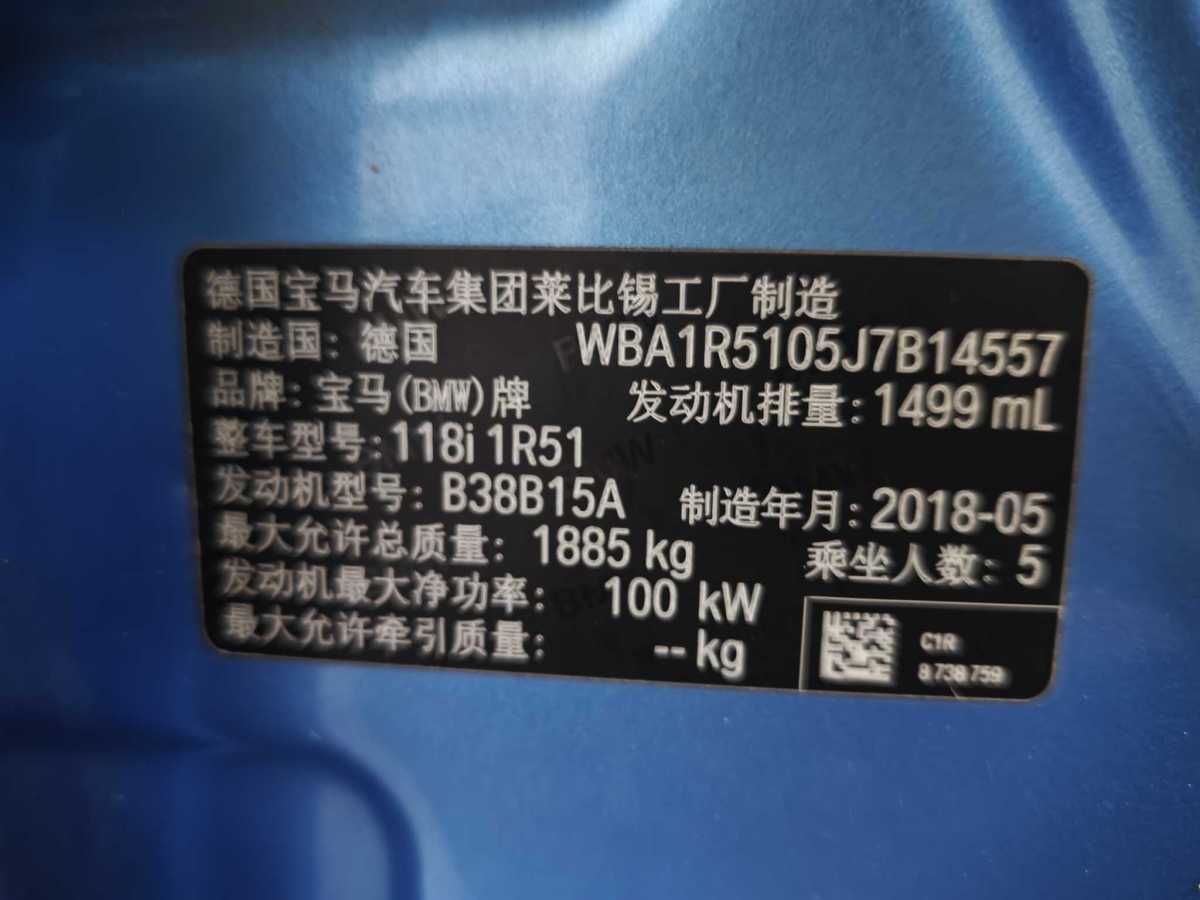 德国宝马汽车集团莱比锡工厂制造
制造国: 德国 WBA1R5105J7B14557
品牌: 宝马(BMW)牌 发动机排量: 1499 mL
整车型号: 118i 1R51
发动机型号: B38B15A 制造年月: 2018-05
最大允许总质量: 1885 kg 乘坐人数: 5
发动机最大净功率: 100 kW
最大允许牵引质量: -- kg
C1R
8738759